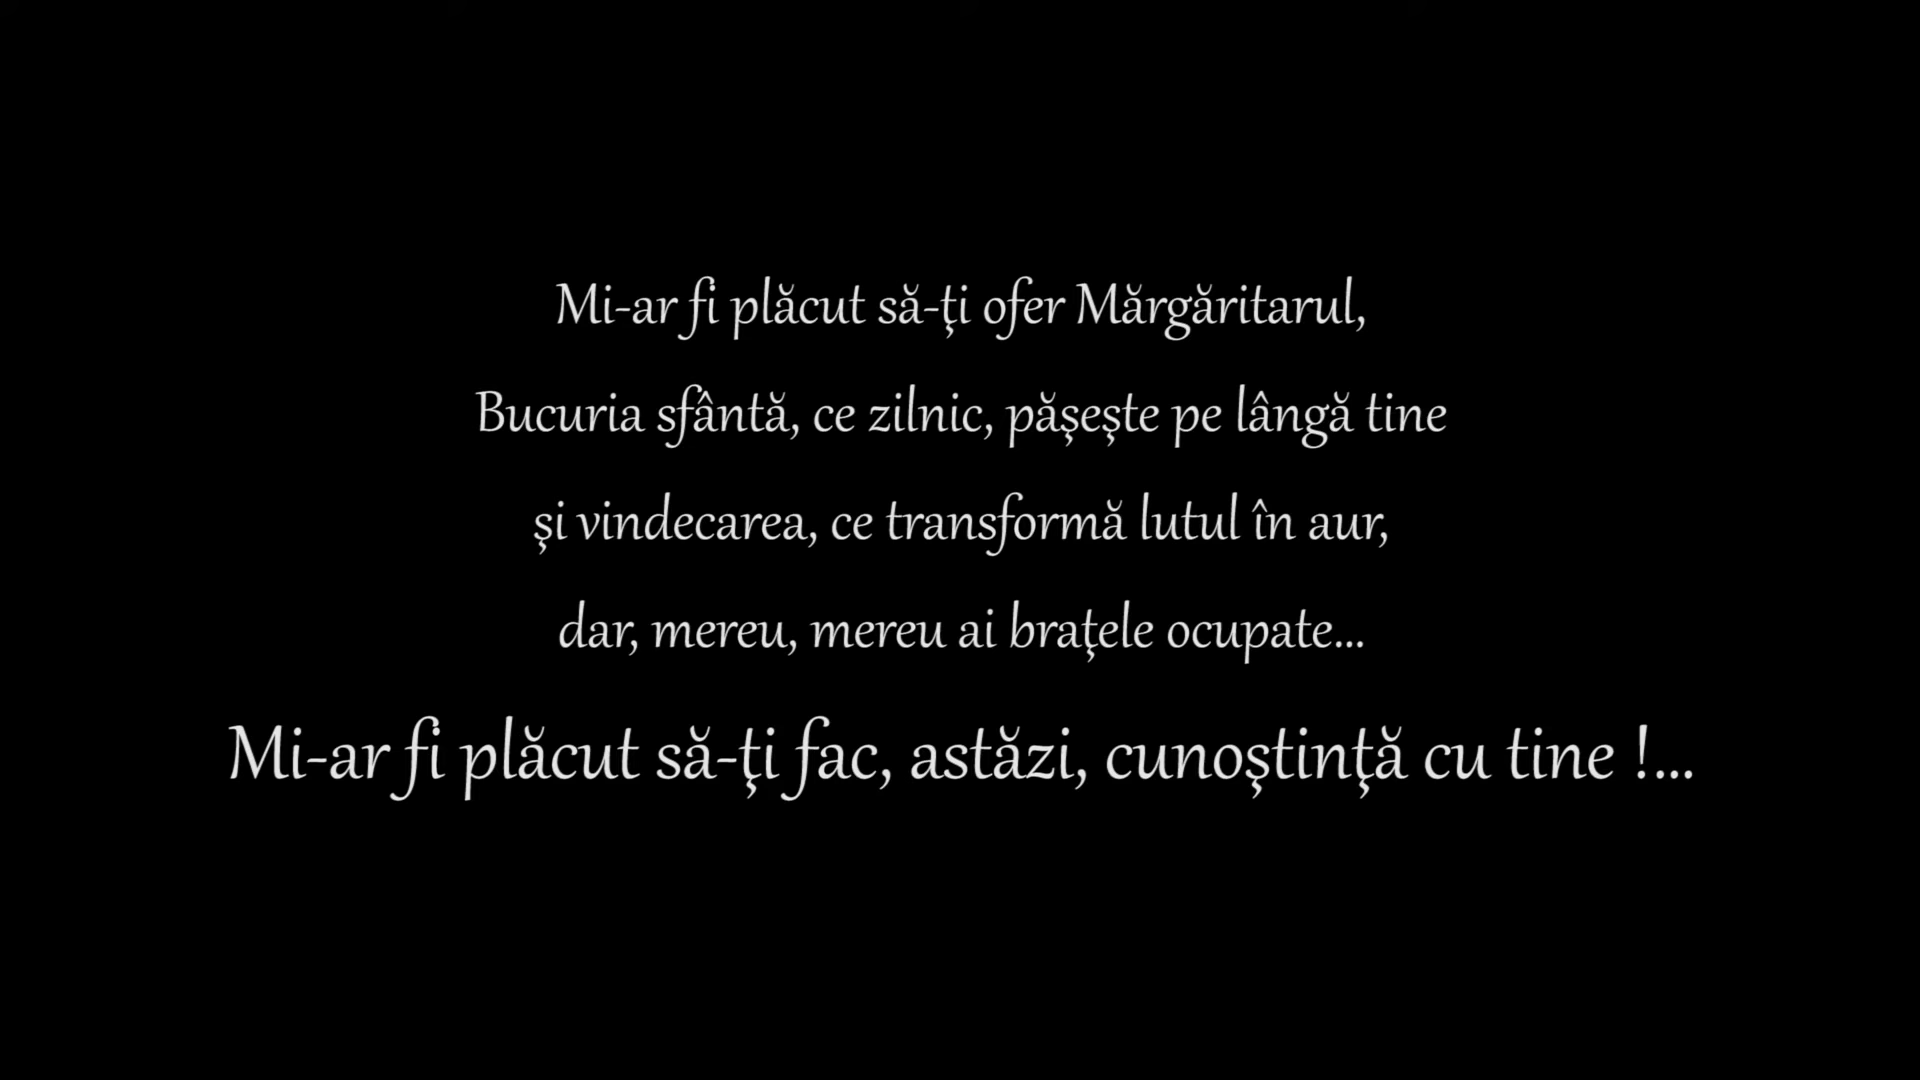 Mi-ar fi plăcut să-ţi ofer Mărgăritarul,
Bucuria sfântă, ce zilnic, păşeşte pe lângă tine
şi vindecarea, ce transformă lutul în aur,
dar, mereu, mereu ai braţele ocupate...
Mi-ar fi plăcut să-ţi fac, astăzi, cunoştinţă cu tine !...